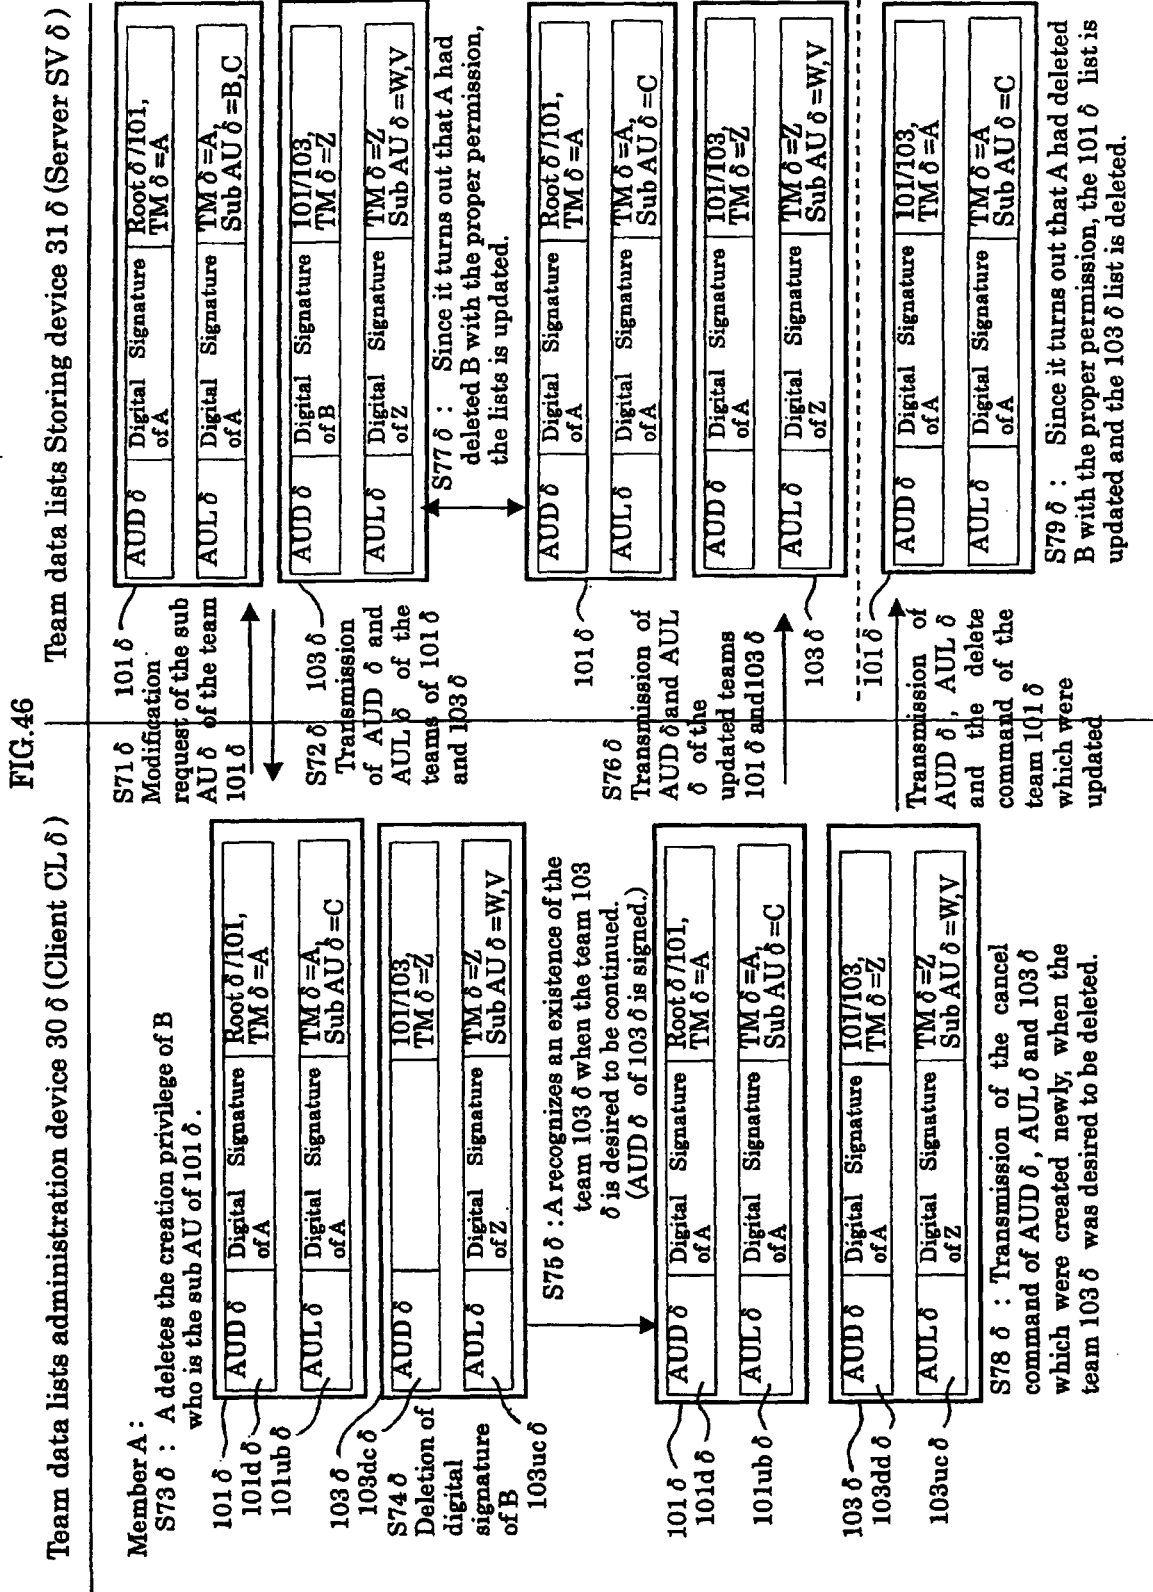 FIG.46
Team data lists administration device 30 δ (Client CL δ)
Team data lists Storing device 31 δ (Server SV δ)
Member A :
S73 δ : A deletes the creation privilege of B
who is the sub AU of 101 δ.
101 δ
101d δ
101ub δ
AUD δ
Digital Signature
of A
Root δ /101,
TM δ =A
AUL δ
Digital Signature
of A
TM δ =A,
Sub AU δ =C
103 δ
103dc δ
S74 δ
Deletion of
digital
signature
of B
103uc δ
AUD δ
101/103,
TM δ =Z
AUL δ
Digital Signature
of Z
TM δ =Z
Sub AU δ =W,V
S75 δ : A recognizes an existence of the
team 103 δ when the team 103
δ is desired to be continued.
(AUD δ of 103 δ is signed.)
101 δ
101d δ
101ub δ
AUD δ
Digital Signature
of A
Root δ /101,
TM δ =A
AUL δ
Digital Signature
of A
TM δ =A,
Sub AU δ =C
103 δ
103dd δ
103uc δ
AUD δ
Digital Signature
of A
101/103,
TM δ =Z
AUL δ
Digital Signature
of Z
TM δ =Z
Sub AU δ =W,V
S78 δ : Transmission of the cancel
command of AUD δ, AUL δ and 103 δ
which were created newly, when the
team 103 δ was desired to be deleted.
S71 δ
Modification
request of the sub
AU δ of the team
101 δ
S72 δ
Transmission
of AUD δ and
AUL δ of the
teams of 101 δ
and 103 δ
S76 δ
Transmission of
AUD δ and AUL
δ of the
updated teams
101 δ and103 δ
Transmission of
AUD δ, AUL δ
and the delete
command of the
team 101 δ
which were
updated
101 δ
AUD δ
Digital Signature
of A
Root δ /101,
TM δ =A
AUL δ
Digital Signature
of A
TM δ =A,
Sub AU δ =B,C
103 δ
AUD δ
Digital Signature
of B
101/103,
TM δ =Z
AUL δ
Digital Signature
of Z
TM δ =Z
Sub AU δ =W,V
S77 δ : Since it turns out that A had
deleted B with the proper permission,
the lists is updated.
101 δ
AUD δ
Digital Signature
of A
Root δ /101,
TM δ =A
AUL δ
Digital Signature
of A
TM δ =A,
Sub AU δ =C
103 δ
AUD δ
Digital Signature
of A
101/103,
TM δ =Z
AUL δ
Digital Signature
of Z
TM δ =Z
Sub AU δ =W,V
101 δ
AUD δ
Digital Signature
of A
101/103,
TM δ =A
AUL δ
Digital Signature
of A
TM δ =A
Sub AU δ =C
S79 δ : Since it turns out that A had deleted
B with the proper permission, the 101 δ list is
updated and the 103 δ list is deleted.